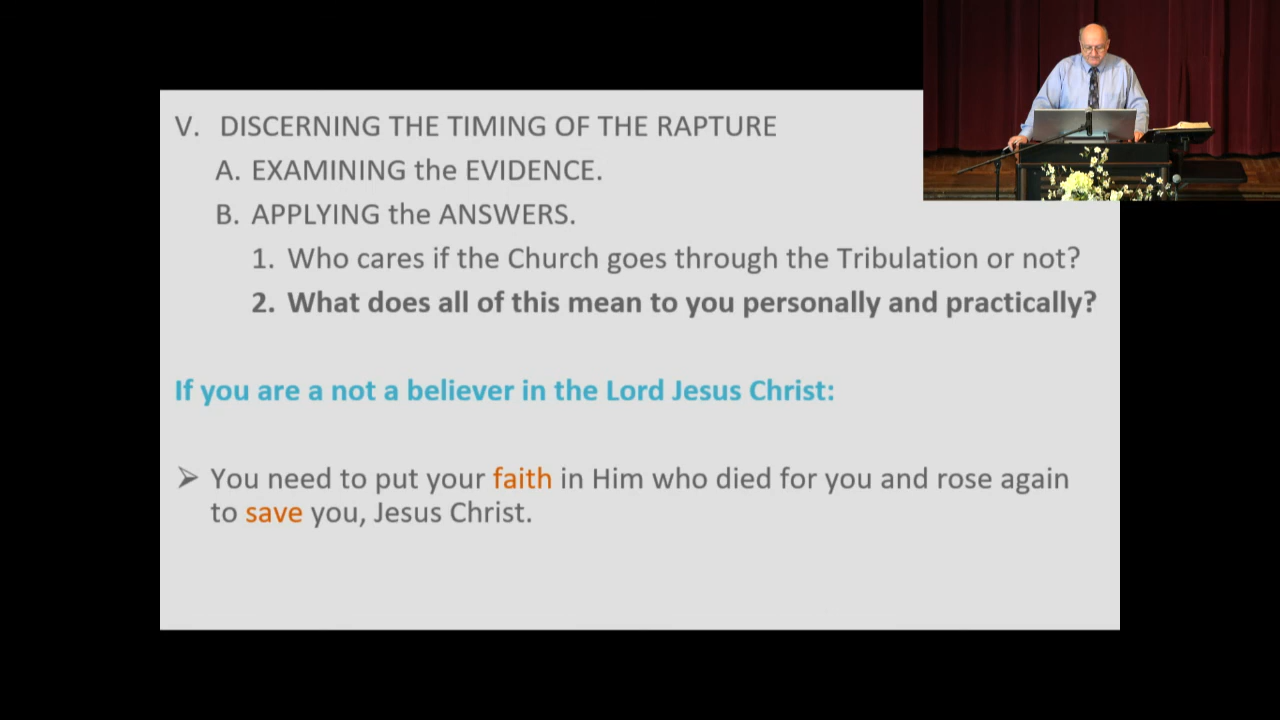 V. DISCERNING THE TIMING OF THE RAPTURE
A. EXAMINING the EVIDENCE.
B. APPLYING the ANSWERS.
1. Who cares if the Church goes through the Tribulation or not?
2. What does all of this mean to you personally and practically?
If you are a not a believer in the Lord Jesus Christ:
➢ You need to put your faith in Him who died for you and rose again
to save you, Jesus Christ.